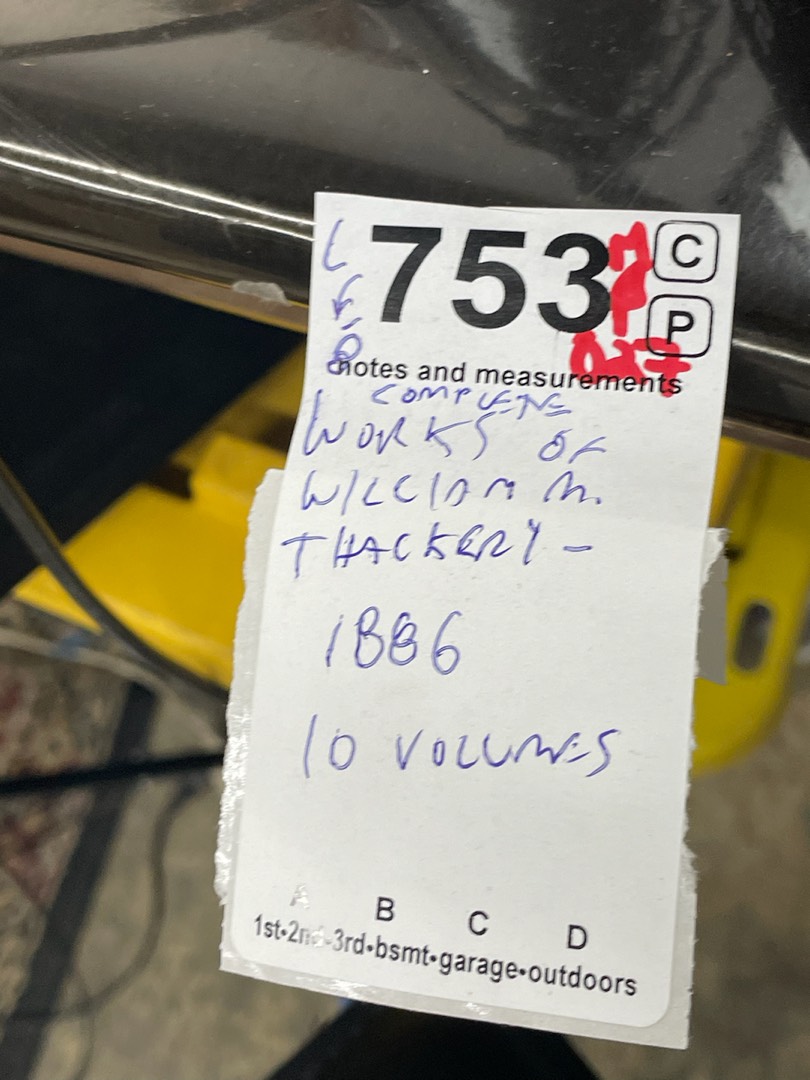 753
C
P
notes and measurements
COMPLETE
WORKS OF
WILLIAM M.
THACKERY -
1886
10 VOLUMES
A B C D
1st•2nd•3rd•bsmt•garage•outdoors